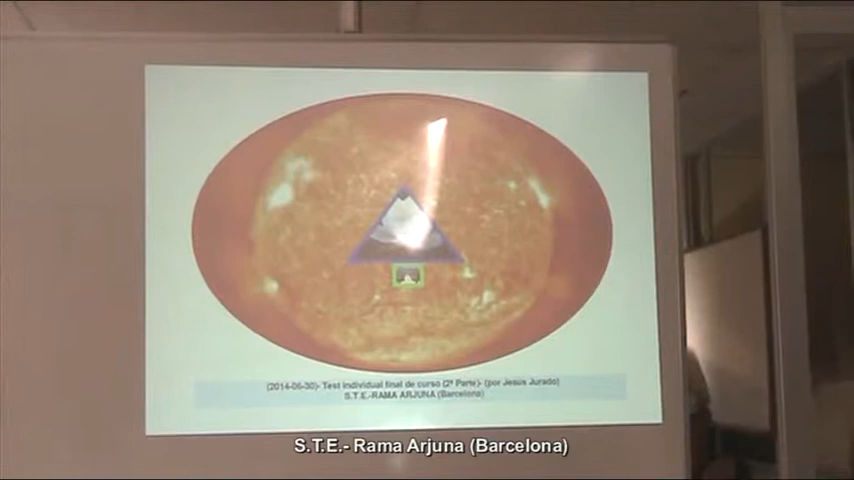 (2014-06-30)- Test individual final de curso (2ª Parte)- (por Jesús Jurado)
S.T.E.-RAMA ARJUNA (Barcelona)
S.T.E.- Rama Arjuna (Barcelona)